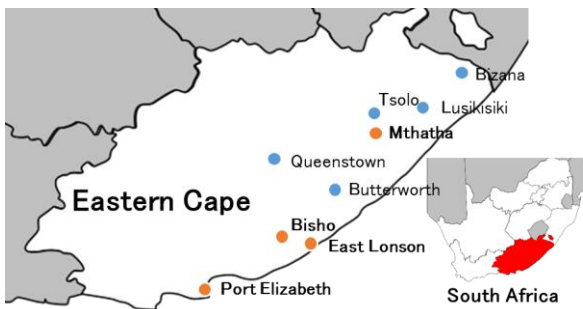 Bizana
Tsolo
Lusikisiki
Mthatha
Queenstown
Butterworth
Eastern Cape
Bisho
East Lonson
Port Elizabeth
South Africa